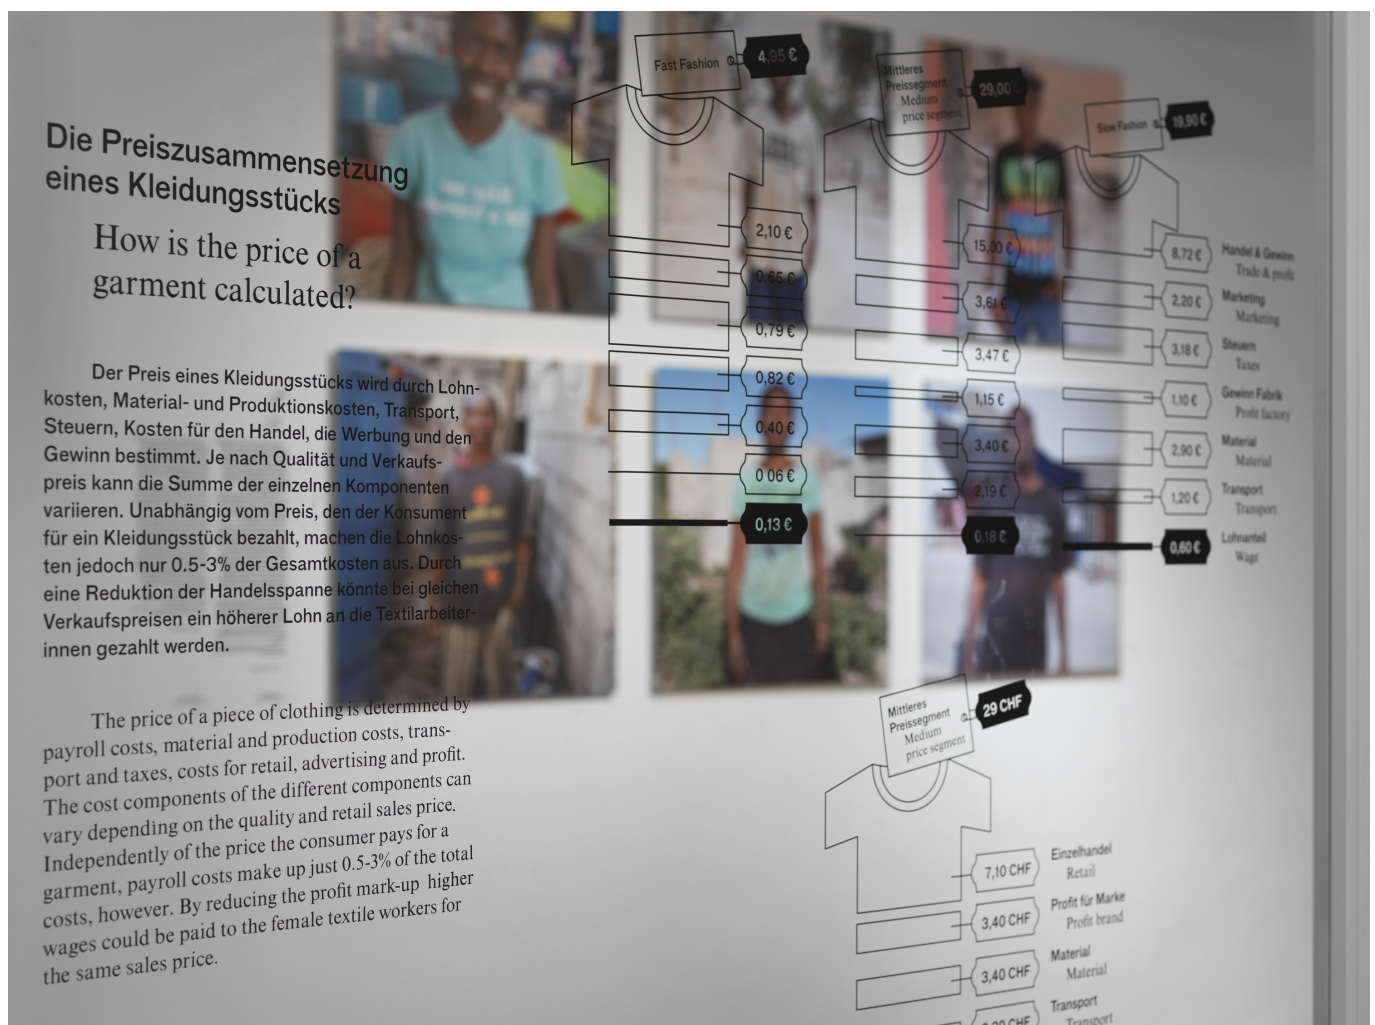 Die Preiszusammensetzung
eines Kleidungsstücks
How is the price of a
garment calculated?
Der Preis eines Kleidungsstücks wird durch Lohn-
kosten, Material- und Produktionskosten, Transport,
Steuern, Kosten für den Handel, die Werbung und den
Gewinn bestimmt. Je nach Qualität und Verkaufs-
preis kann die Summe der einzelnen Komponenten
variieren. Unabhängig vom Preis, den der Konsument
für ein Kleidungsstück bezahlt, machen die Lohnkos-
ten jedoch nur 0.5-3% der Gesamtkosten aus. Durch
eine Reduktion der Handelsspanne könnte bei gleichen
Verkaufspreisen ein höherer Lohn an die Textilarbeiter-
innen gezahlt werden.
The price of a piece of clothing is determined by
payroll costs, material and production costs, trans-
port and taxes, costs for retail, advertising and profit.
The cost components of the different components can
vary depending on the quality and retail sales price.
Independently of the price the consumer pays for a
garment, payroll costs make up just 0.5-3% of the total
costs, however. By reducing the profit mark-up higher
wages could be paid to the female textile workers for
the same sales price.
Fast Fashion
4.95 €
2,10 €
0,65 €
0,79 €
0,82 €
0,40 €
0 06 €
0,13 €
Mittleres
Preissegment
Medium
price segment
29,00
15,00 €
3,61 €
3,47 €
1,15 €
3,40 €
2,19 €
0,18 €
Slow Fashion
19,90 €
8,72 € Handel & Gewinn
Trade & profit
2,20 € Marketing
Marketing
3,18 € Steuern
Taxes
1,10 € Gewinn Fabrik
Profit factory
2,90 € Material
Material
1,20 € Transport
Transport
0,60 € Lohnanteil
Wage
Mittleres
Preissegment
Medium
price segment
29 CHF
7,10 CHF Einzelhandel
Retail
3,40 CHF Profit für Marke
Profit brand
3,40 CHF Material
Material
CHF Transport
Transport